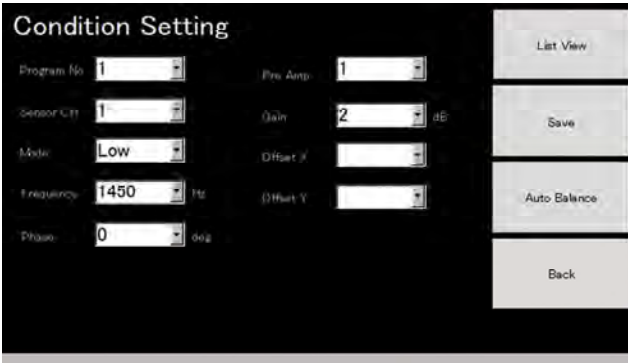 Condition Setting
Program No 1
Sensor CH 1
Mode Low
Frequency 1450 Hz
Phase 0 deg
Pre Amp 1
Gain 2 dB
Offset X
Offset Y
List View
Save
Auto Balance
Back